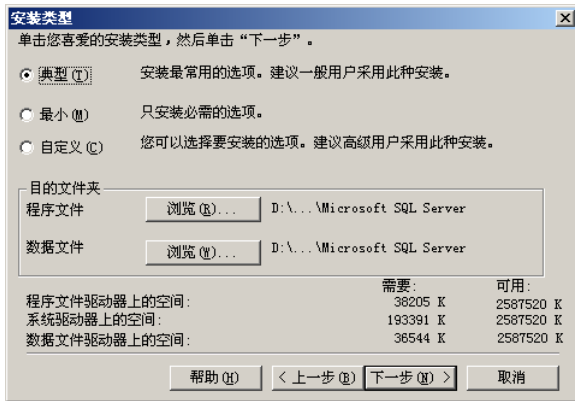 安装类型
单击您喜爱的安装类型，然后单击“下一步”。
典型(T) 安装最常用的选项。建议一般用户采用此种安装。
最小(M) 只安装必需的选项。
自定义(C) 您可以选择要安装的选项。建议高级用户采用此种安装。
目的文件夹
程序文件 浏览(R)... D:\...\Microsoft SQL Server
数据文件 浏览(W)... D:\...\Microsoft SQL Server
需要: 可用:
程序文件驱动器上的空间: 38205 K 2587520 K
系统驱动器上的空间: 193391 K 2587520 K
数据文件驱动器上的空间: 36544 K 2587520 K
帮助(H) < 上一步(B) 下一步(N) > 取消